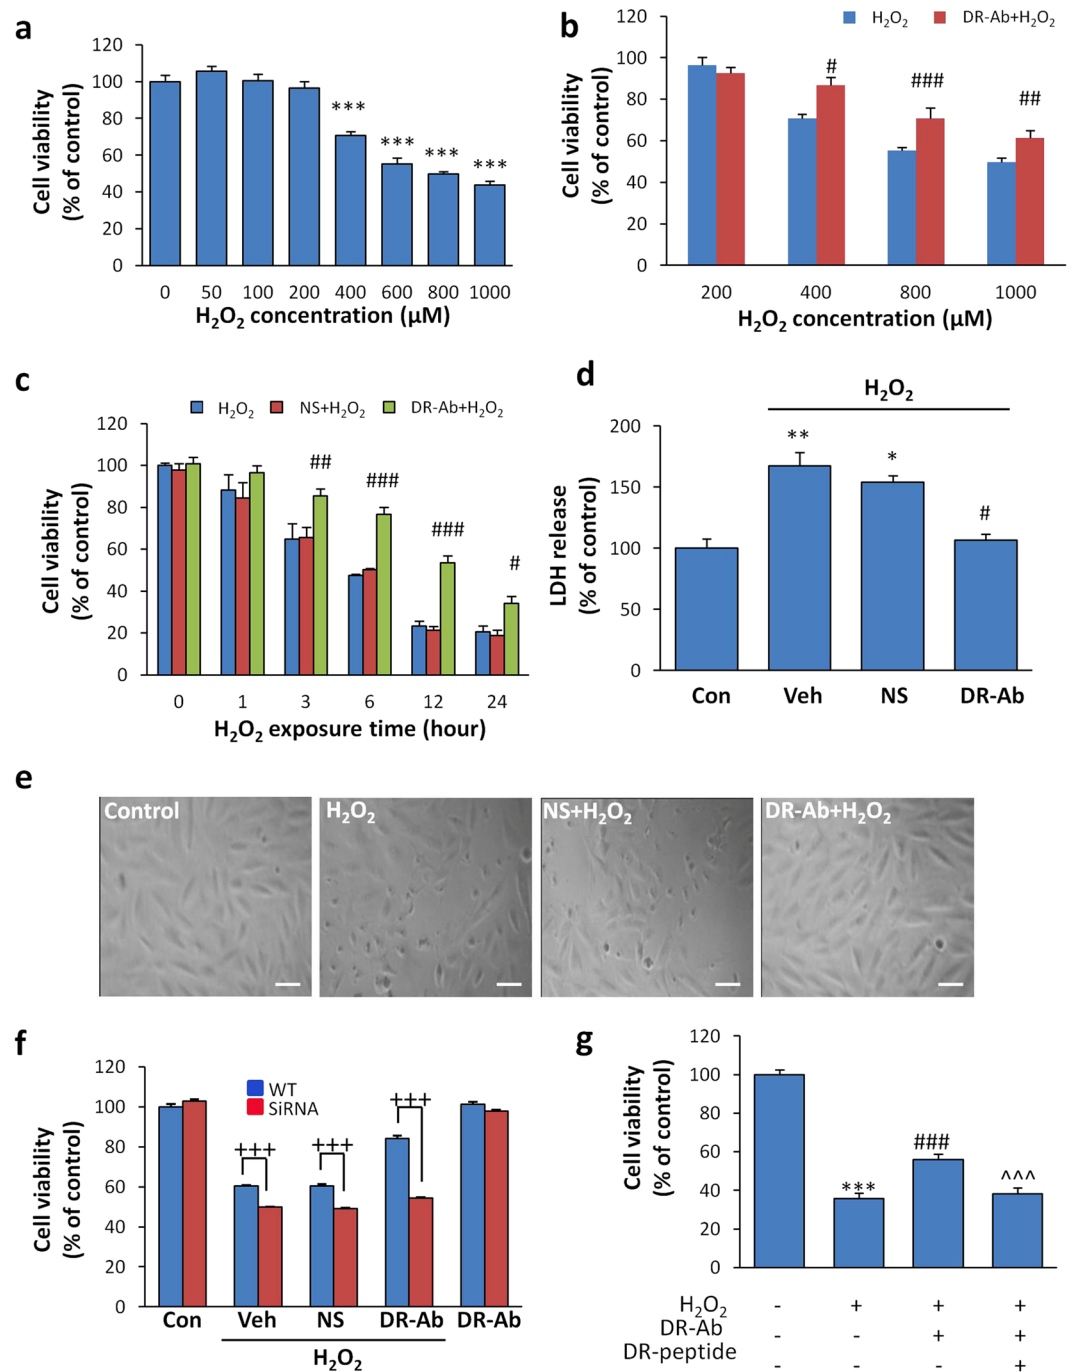 a
120
100
80
60
40
20
0
Cell viability
(% of control)
*** *** *** ***
0 50 100 200 400 600 800 1000
H₂O₂ concentration (μM)
b
H₂O₂ DR-Ab+H₂O₂
120
100
80
60
40
20
0
Cell viability
(% of control)
# ### ##
200 400 800 1000
H₂O₂ concentration (μM)
c
H₂O₂ NS+H₂O₂ DR-Ab+H₂O₂
120
100
80
60
40
20
0
Cell viability
(% of control)
## ### ### #
0 1 3 6 12 24
H₂O₂ exposure time (hour)
d
H₂O₂
200
150
100
50
0
LDH release
(% of control)
** * #
Con Veh NS DR-Ab
e
Control H₂O₂ NS+H₂O₂ DR-Ab+H₂O₂
f
120
100
80
60
40
20
0
Cell viability
(% of control)
WT
SiRNA
+++ +++ +++
Con Veh NS DR-Ab DR-Ab
H₂O₂
g
120
100
80
60
40
20
0
Cell viability
(% of control)
*** ### ^^^
H₂O₂ - + + +
DR-Ab - - + +
DR-peptide - - - +